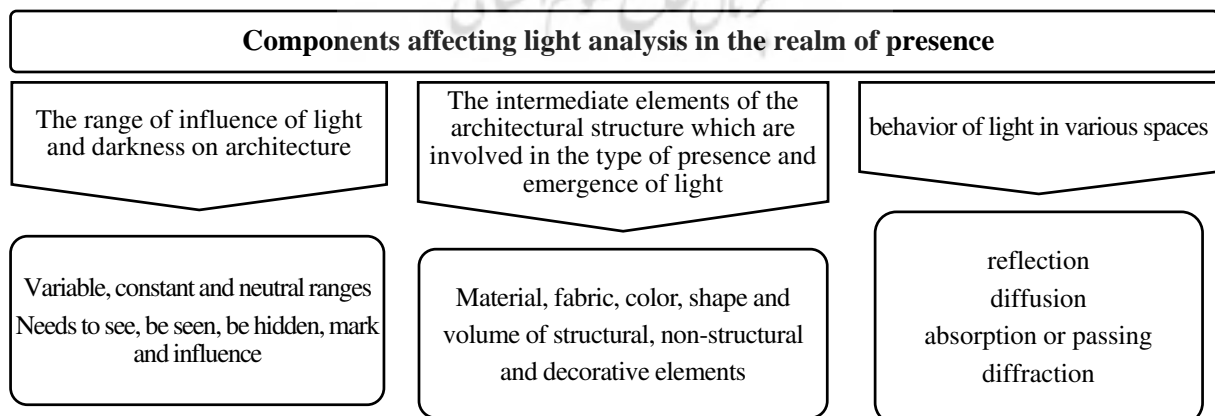 Components affecting light analysis in the realm of presence
The range of influence of light
and darkness on architecture
The intermediate elements of the
architectural structure which are
involved in the type of presence and
emergence of light
behavior of light in various spaces
Variable, constant and neutral ranges
Needs to see, be seen, be hidden, mark
and influence
Material, fabric, color, shape and
volume of structural, non-structural
and decorative elements
reflection
diffusion
absorption or passing
diffraction